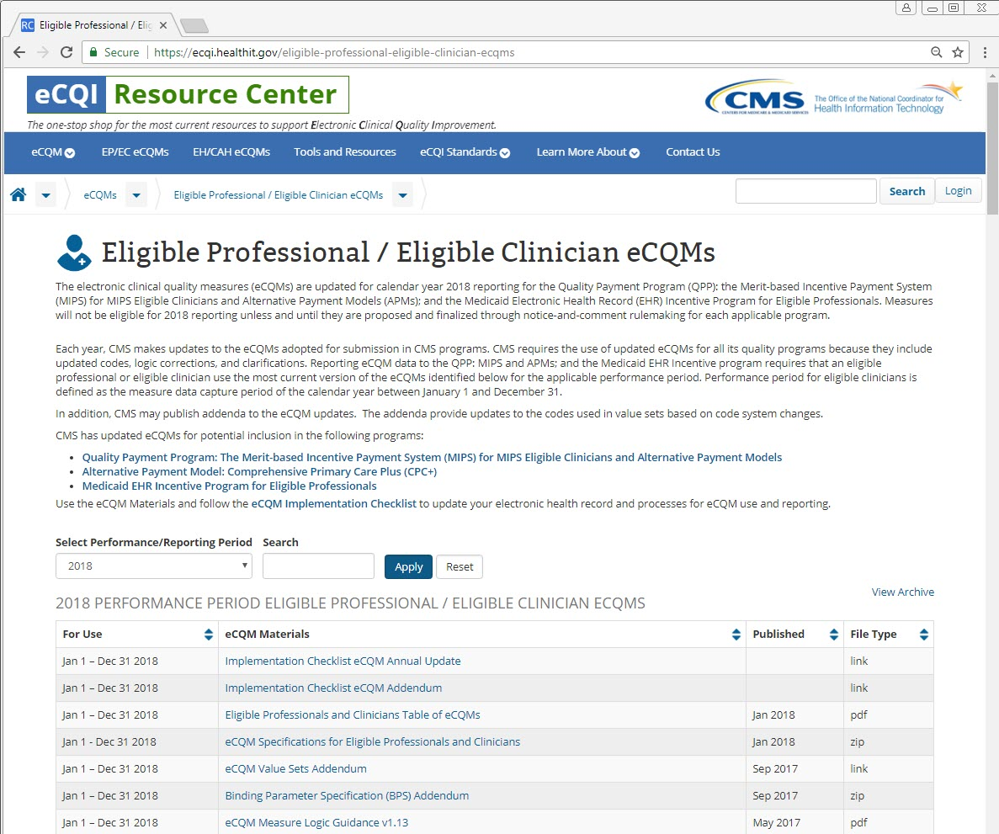 RC Eligible Professional / Elig
Secure https://ecqi.healthit.gov/eligible-professional-eligible-clinician-ecqms
eCQI Resource Center
The one-stop shop for the most current resources to support Electronic Clinical Quality Improvement.
CMS
CENTERS FOR MEDICARE & MEDICAID SERVICES
The Office of the National Coordinator for
Health Information Technology
eCQM EP/EC eCQMs EH/CAH eCQMs Tools and Resources eCQI Standards Learn More About Contact Us
eCQMs Eligible Professional / Eligible Clinician eCQMs Search Login
Eligible Professional / Eligible Clinician eCQMs
The electronic clinical quality measures (eCQMs) are updated for calendar year 2018 reporting for the Quality Payment Program (QPP): the Merit-based Incentive Payment System
(MIPS) for MIPS Eligible Clinicians and Alternative Payment Models (APMs); and the Medicaid Electronic Health Record (EHR) Incentive Program for Eligible Professionals. Measures
will not be eligible for 2018 reporting unless and until they are proposed and finalized through notice-and-comment rulemaking for each applicable program.
Each year, CMS makes updates to the eCQMs adopted for submission in CMS programs. CMS requires the use of updated eCQMs for all its quality programs because they include
updated codes, logic corrections, and clarifications. Reporting eCQM data to the QPP: MIPS and APMs; and the Medicaid EHR Incentive program requires that an eligible
professional or eligible clinician use the most current version of the eCQMs identified below for the applicable performance period. Performance period for eligible clinicians is
defined as the measure data capture period of the calendar year between January 1 and December 31.
In addition, CMS may publish addenda to the eCQM updates. The addenda provide updates to the codes used in value sets based on code system changes.
CMS has updated eCQMs for potential inclusion in the following programs:
• Quality Payment Program: The Merit-based Incentive Payment System (MIPS) for MIPS Eligible Clinicians and Alternative Payment Models
• Alternative Payment Model: Comprehensive Primary Care Plus (CPC+)
• Medicaid EHR Incentive Program for Eligible Professionals
Use the eCQM Materials and follow the eCQM Implementation Checklist to update your electronic health record and processes for eCQM use and reporting.
Select Performance/Reporting Period Search
2018 Apply Reset
View Archive
2018 PERFORMANCE PERIOD ELIGIBLE PROFESSIONAL / ELIGIBLE CLINICIAN ECQMS
For Use eCQM Materials Published File Type
Jan 1 – Dec 31 2018 Implementation Checklist eCQM Annual Update link
Jan 1 – Dec 31 2018 Implementation Checklist eCQM Addendum link
Jan 1 – Dec 31 2018 Eligible Professionals and Clinicians Table of eCQMs Jan 2018 pdf
Jan 1 - Dec 31 2018 eCQM Specifications for Eligible Professionals and Clinicians Jan 2018 zip
Jan 1 – Dec 31 2018 eCQM Value Sets Addendum Sep 2017 link
Jan 1 – Dec 31 2018 Binding Parameter Specification (BPS) Addendum Sep 2017 zip
Jan 1 – Dec 31 2018 eCQM Measure Logic Guidance v1.13 May 2017 pdf